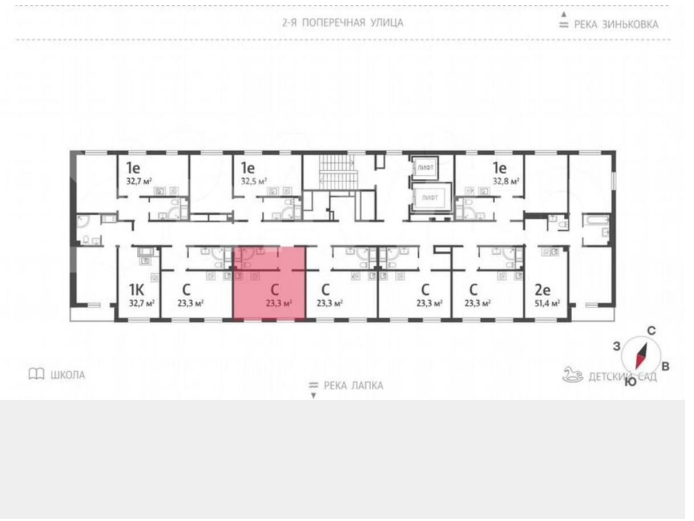 2-Я ПОПЕРЕЧНАЯ УЛИЦА
РЕКА ЗИНЬКОВКА
1е
32,7 м²
1е
32,5 м²
ЛИФТ
1е
32,8 м²
ЛИФТ
1К
32,7 м²
С
23,3 м²
С
23,3 м²
С
23,3 м²
С
23,3 м²
С
23,3 м²
2е
51,4 м²
С
З
В
Ю
ШКОЛА
РЕКА ЛАПКА
ДЕТСКИЙ САД